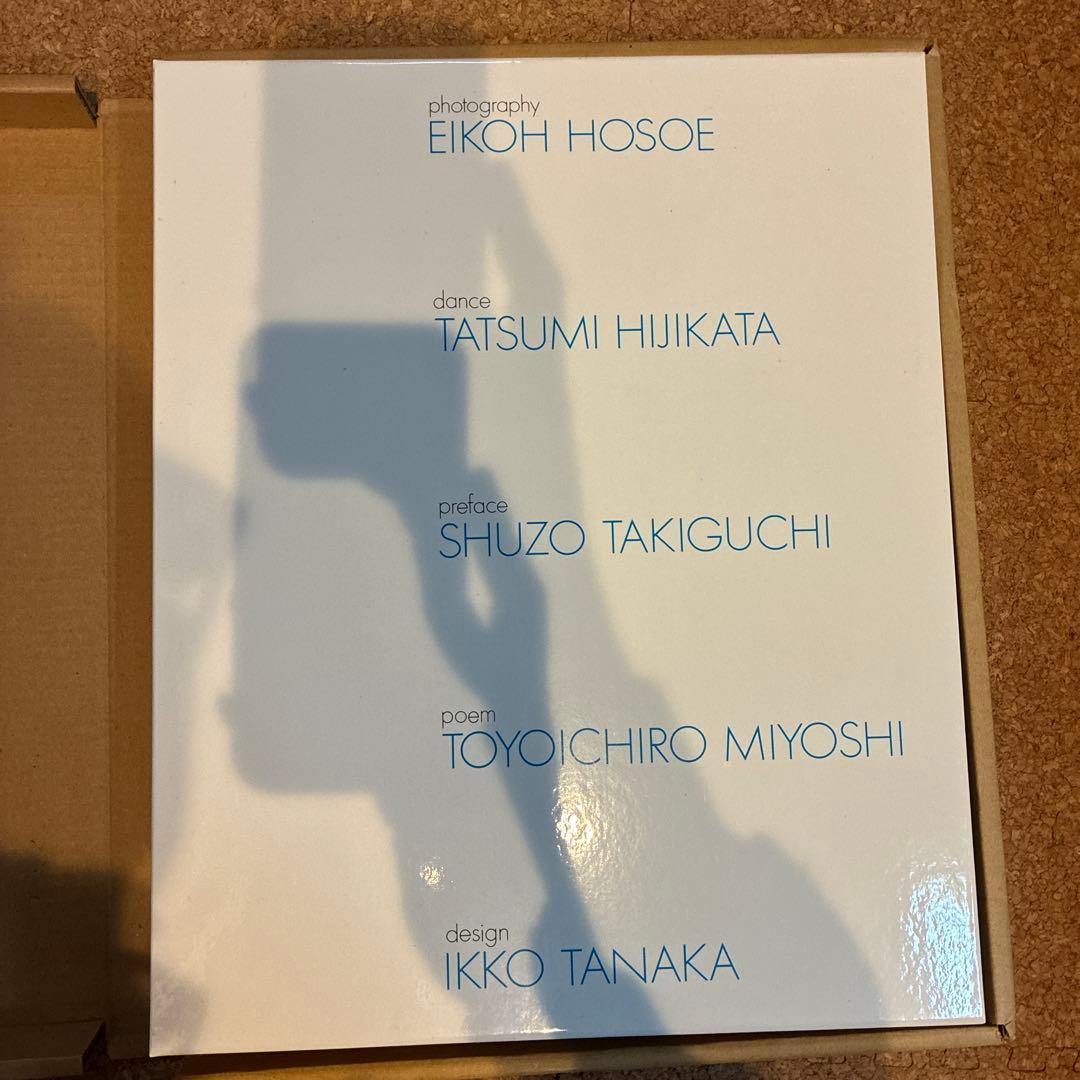 photography
EIKOH HOSOE
dance
TATSUMI HIJIKATA
preface
SHUZO TAKIGUCHI
poem
TOYOICHIRO MIYOSHI
design
IKKO TANAKA